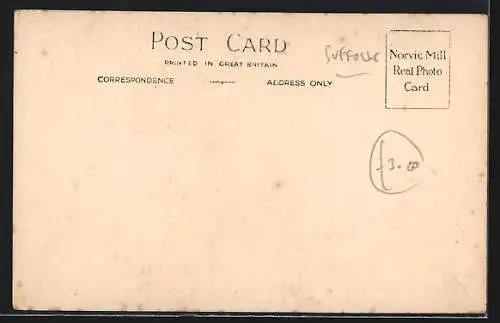 POST CARD
PRINTED IN GREAT BRITAIN
CORRESPONDENCE
ADDRESS ONLY
SUFFOLK
Norvic Mill
Real Photo
Card